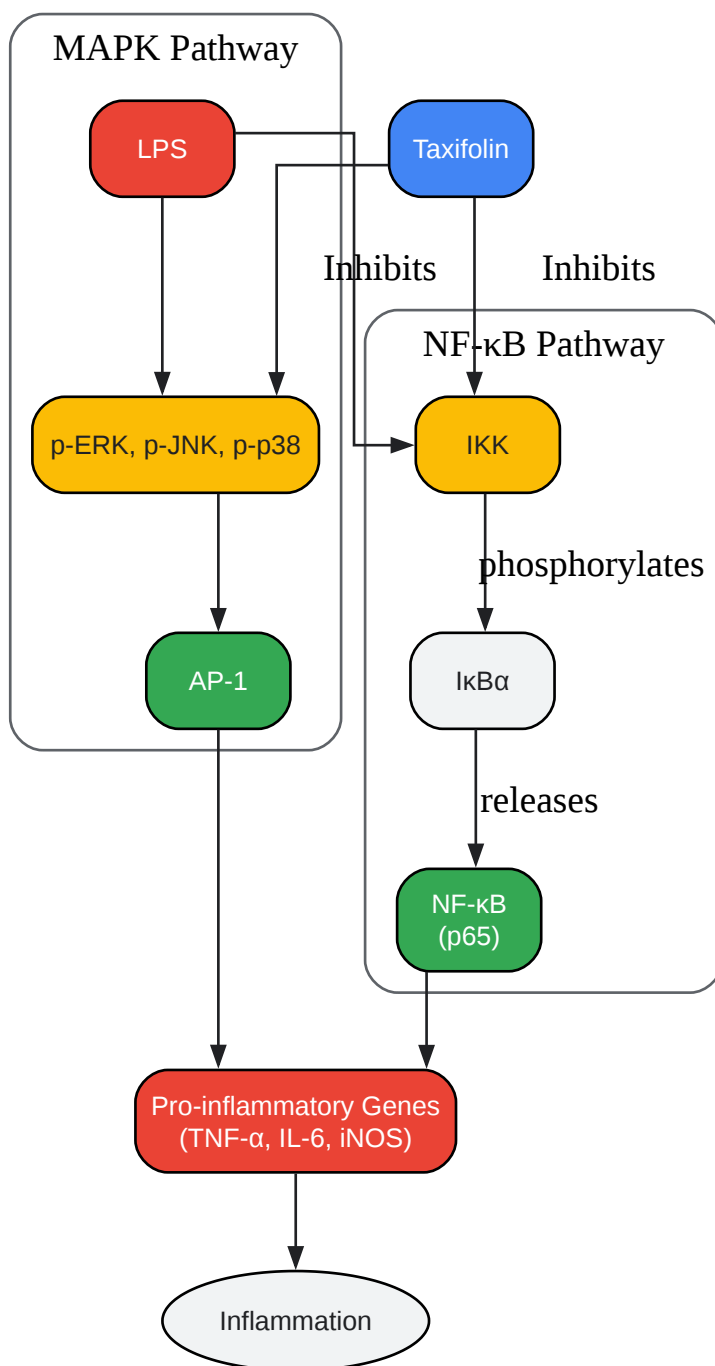 MAPK Pathway
LPS
Taxifolin
Inhibits
Inhibits
NF-κB Pathway
p-ERK, p-JNK, p-p38
IKK
phosphorylates
AP-1
IκBα
releases
NF-κB
(p65)
Pro-inflammatory Genes
(TNF-α, IL-6, iNOS)
Inflammation